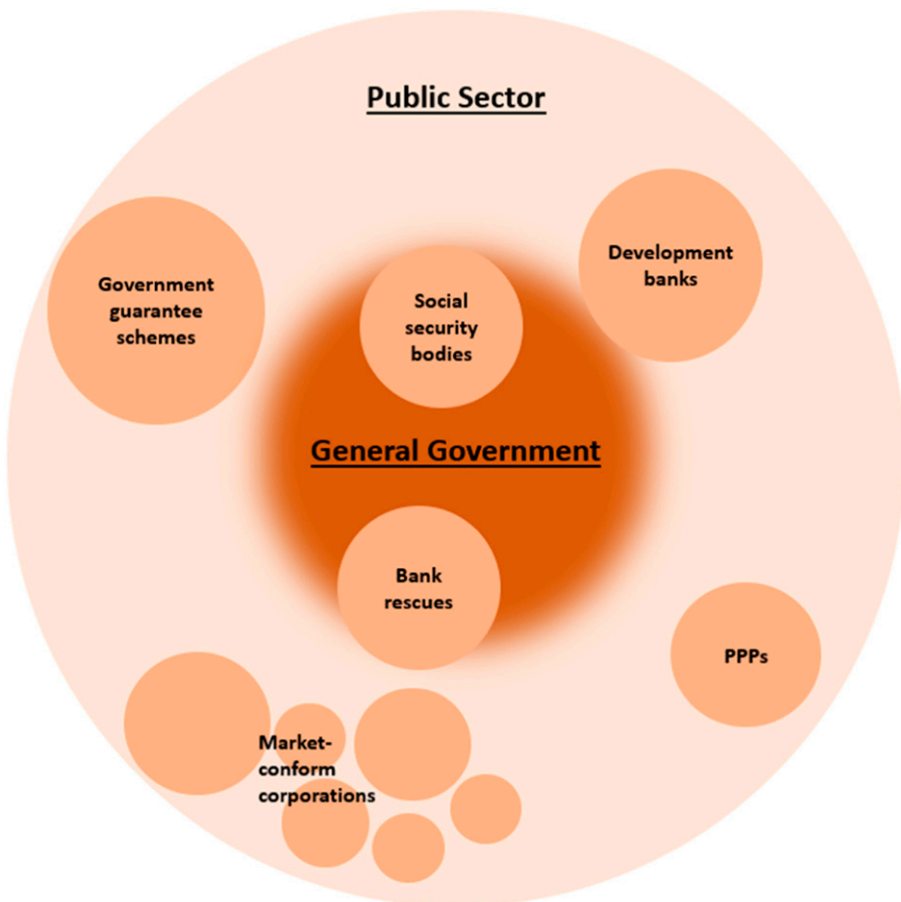 Public Sector
Government
guarantee
schemes
Development
banks
Social
security
bodies
General Government
Bank
rescues
PPPs
Market-
conform
corporations